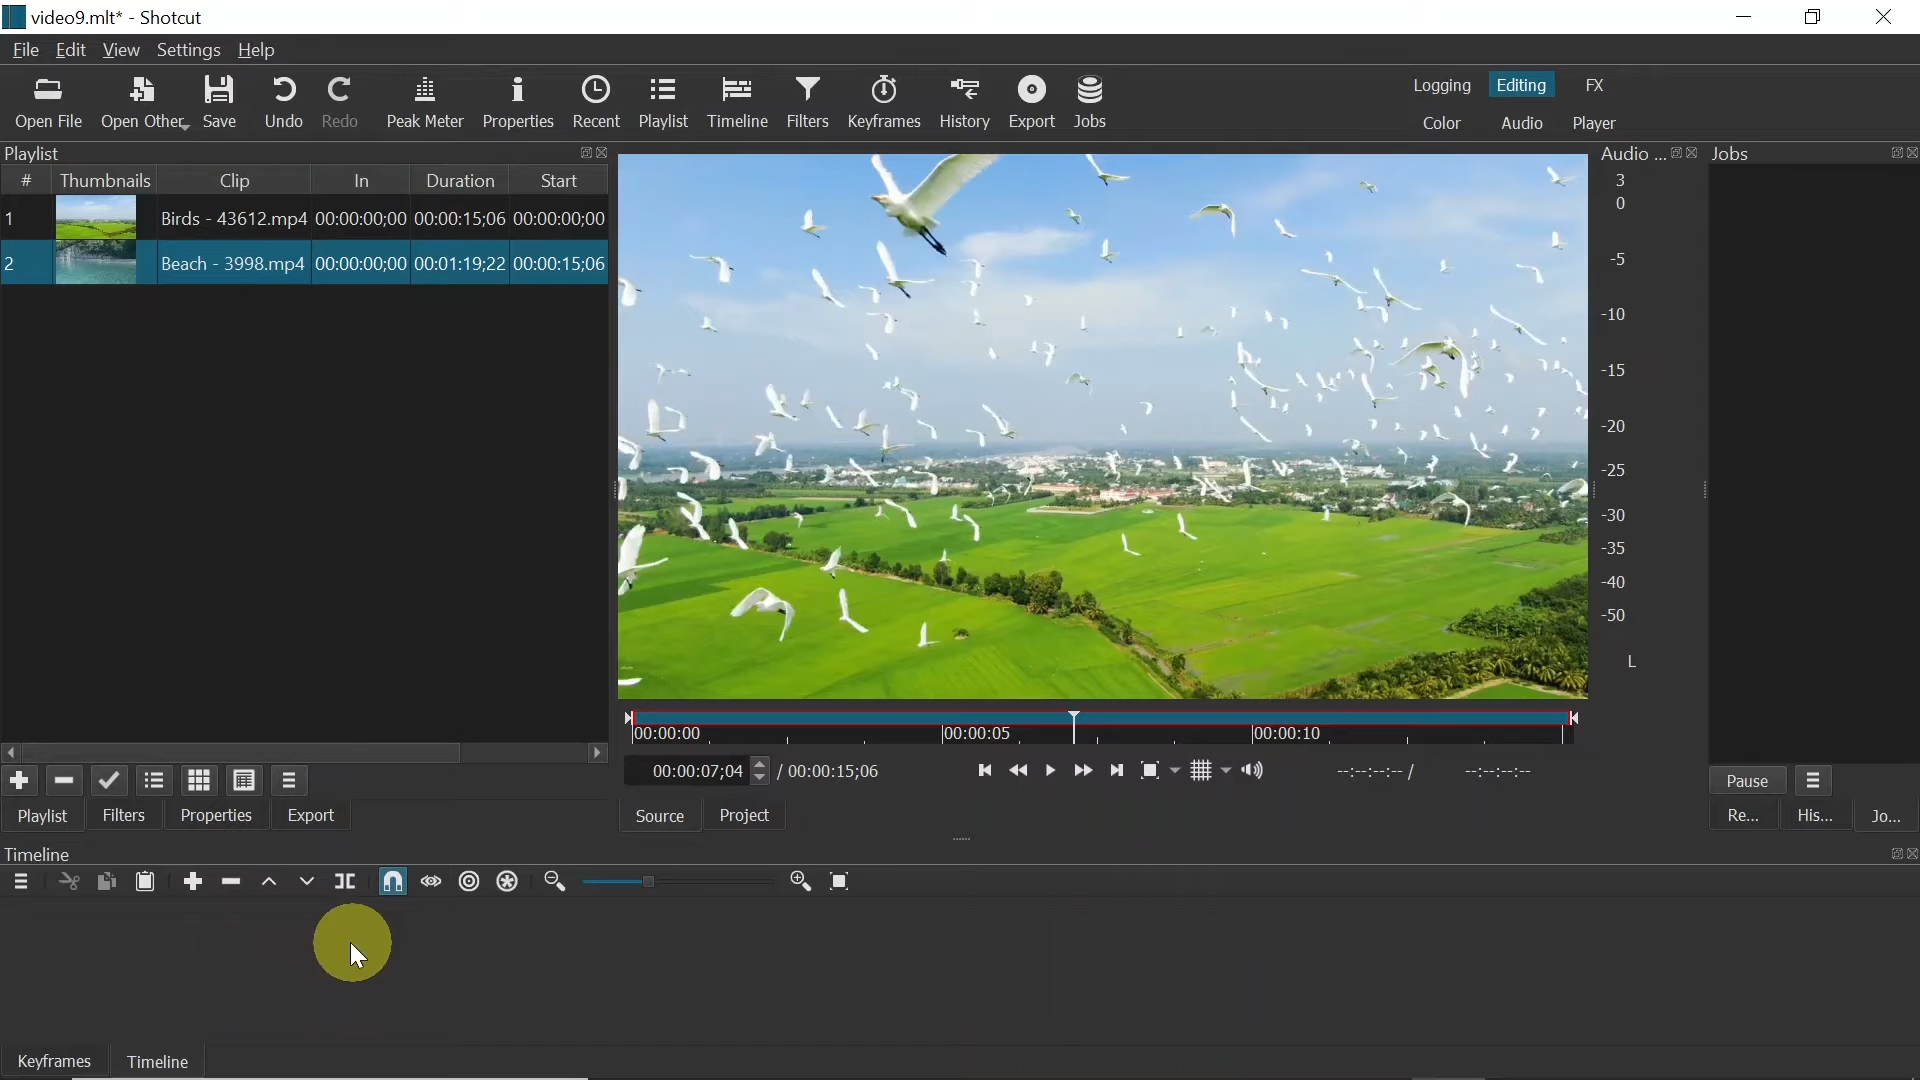 video9.mlt* - Shotcut
File Edit View Settings Help
Open File Open Other Save Undo Redo Peak Meter Properties Recent Playlist Timeline Filters Keyframes History Export Jobs
Logging Editing FX
Color Audio Player
Playlist
# Thumbnails Clip In Duration Start
1 Birds - 43612.mp4 00:00:00;00 00:00:15;06 00:00:00;00
2 Beach - 3998.mp4 00:00:00;00 00:01:19;22 00:00:15;06
Audio ...
3
0
-5
-10
-15
-20
-25
-30
-35
-40
-50
L
Jobs
00:00:00 00:00:05 00:00:10
00:00:07;04 / 00:00:15;06 --:--:--:-- / --:--:--:--
Playlist Filters Properties Export
Source Project
Pause
Re... His... Jo...
Timeline
Keyframes Timeline